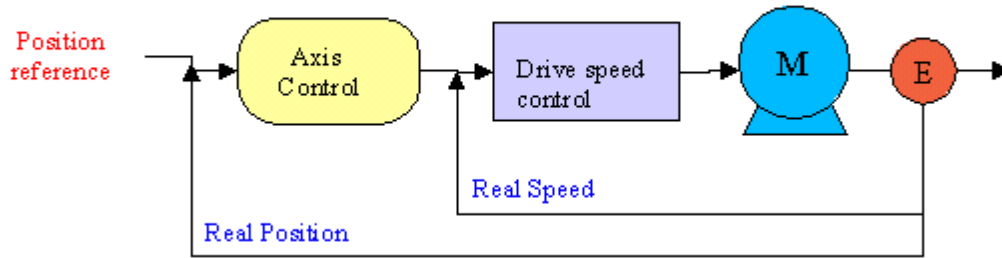 Position
reference
Axis
Control
Drive speed
control
M
E
Real Speed
Real Position